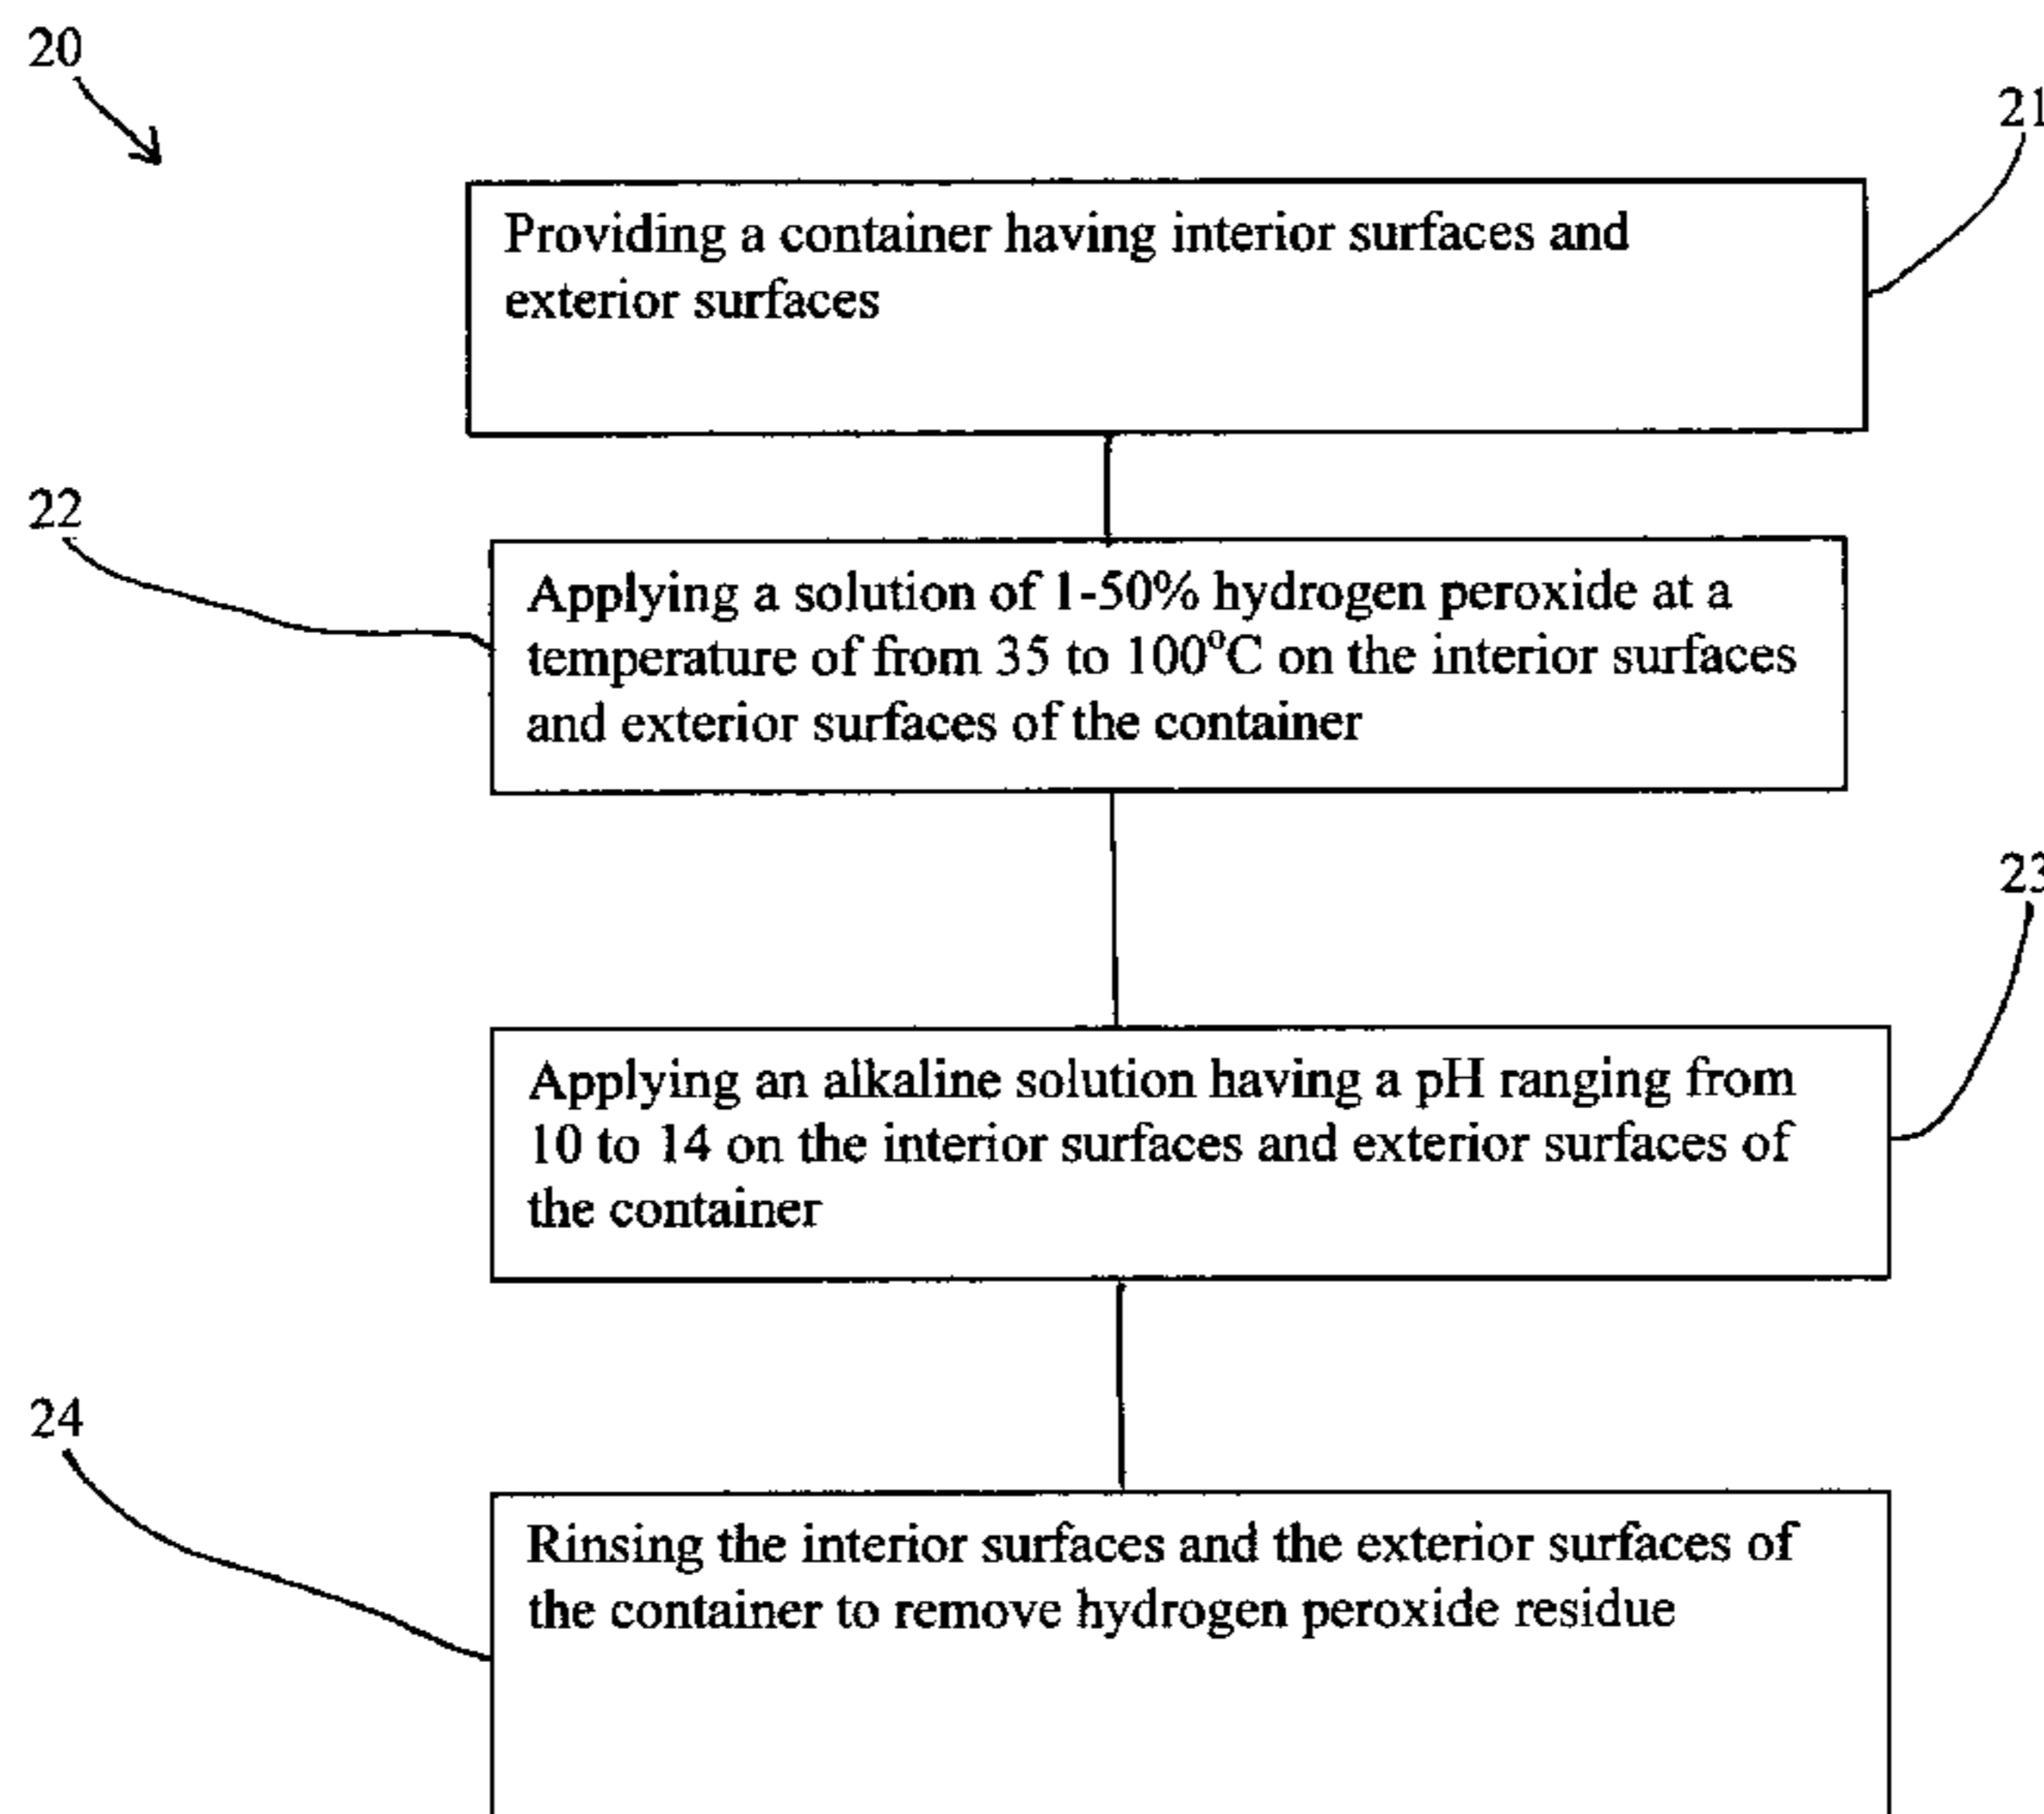 20
21
Providing a container having interior surfaces and
exterior surfaces
22
Applying a solution of 1-50% hydrogen peroxide at a
temperature of from 35 to 100°C on the interior surfaces
and exterior surfaces of the container
23
Applying an alkaline solution having a pH ranging from
10 to 14 on the interior surfaces and exterior surfaces of
the container
24
Rinsing the interior surfaces and the exterior surfaces of
the container to remove hydrogen peroxide residue